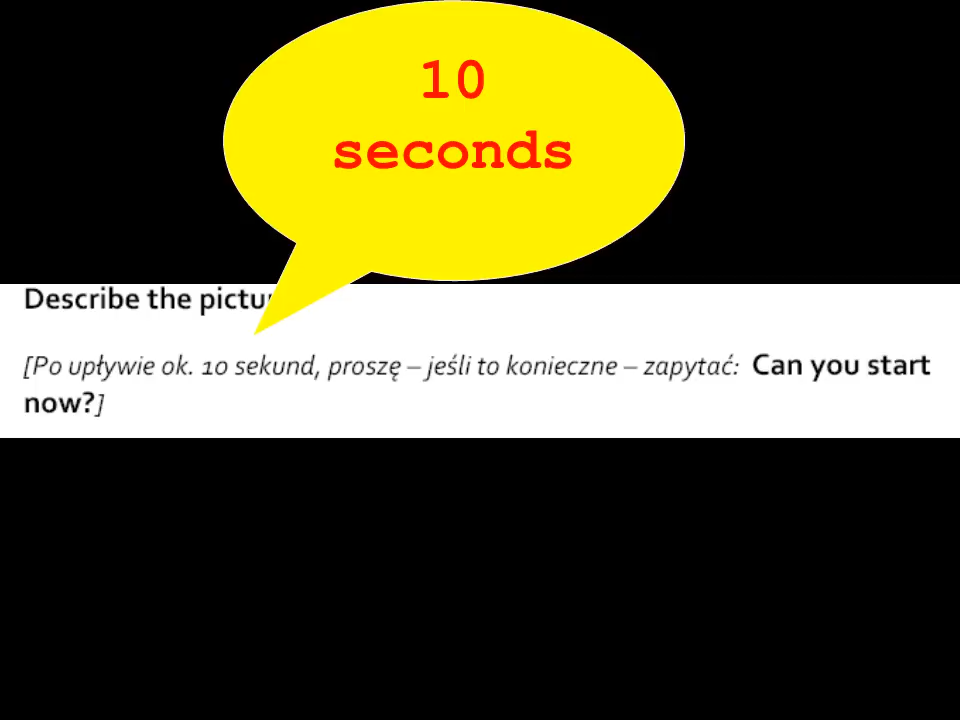 10
seconds
Describe the pictu
[Po upływie ok. 10 sekund, proszę – jeśli to konieczne – zapytać: Can you start
now?]